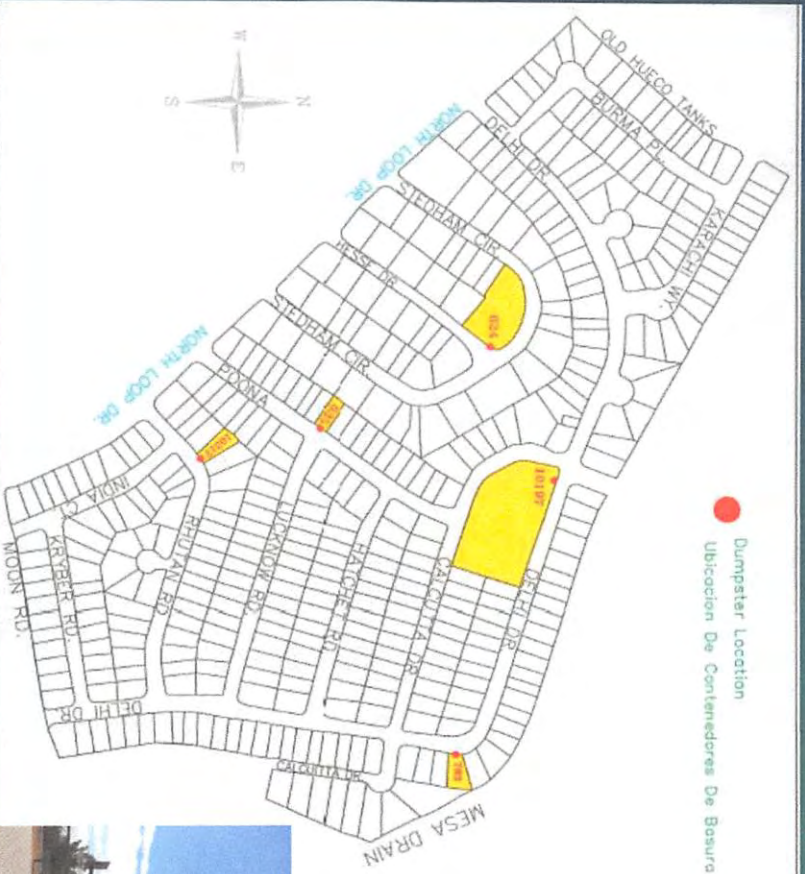 OLD HUECO TANKS
BURMA PL.
KARACHI WY.
DELHI DR
NORTH LOOP DR.
STEDHAM CIR
HESSE DR
STEDHAM CIR.
NORTH LOOP DR.
POONA
10197
DELHI DR.
CALCUTTA DR
HATCHET RD
LUCKNOW RD
BHUTAN RD
INDIA CT
KRYBER RD
MOON RD.
DELHI DR.
CALCUTTA DR
MESA DRAIN
N
S
E
W
Dumpster Location
Ubicacion De Contenedores De Basura